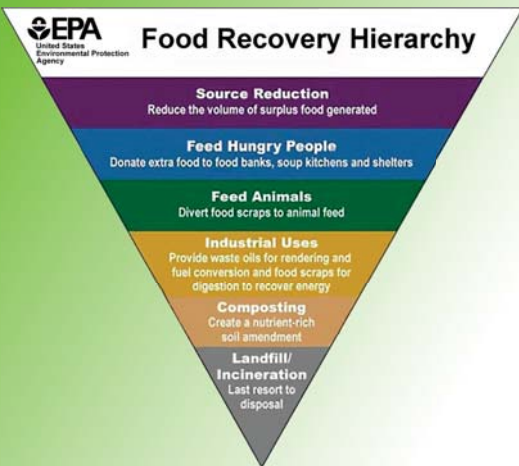 EPA
United States
Environmental Protection
Agency
Food Recovery Hierarchy
Source Reduction
Reduce the volume of surplus food generated
Feed Hungry People
Donate extra food to food banks, soup kitchens and shelters
Feed Animals
Divert food scraps to animal feed
Industrial Uses
Provide waste oils for rendering and
fuel conversion and food scraps for
digestion to recover energy
Composting
Create a nutrient-rich
soil amendment
Landfill/
Incineration
Last resort to
disposal